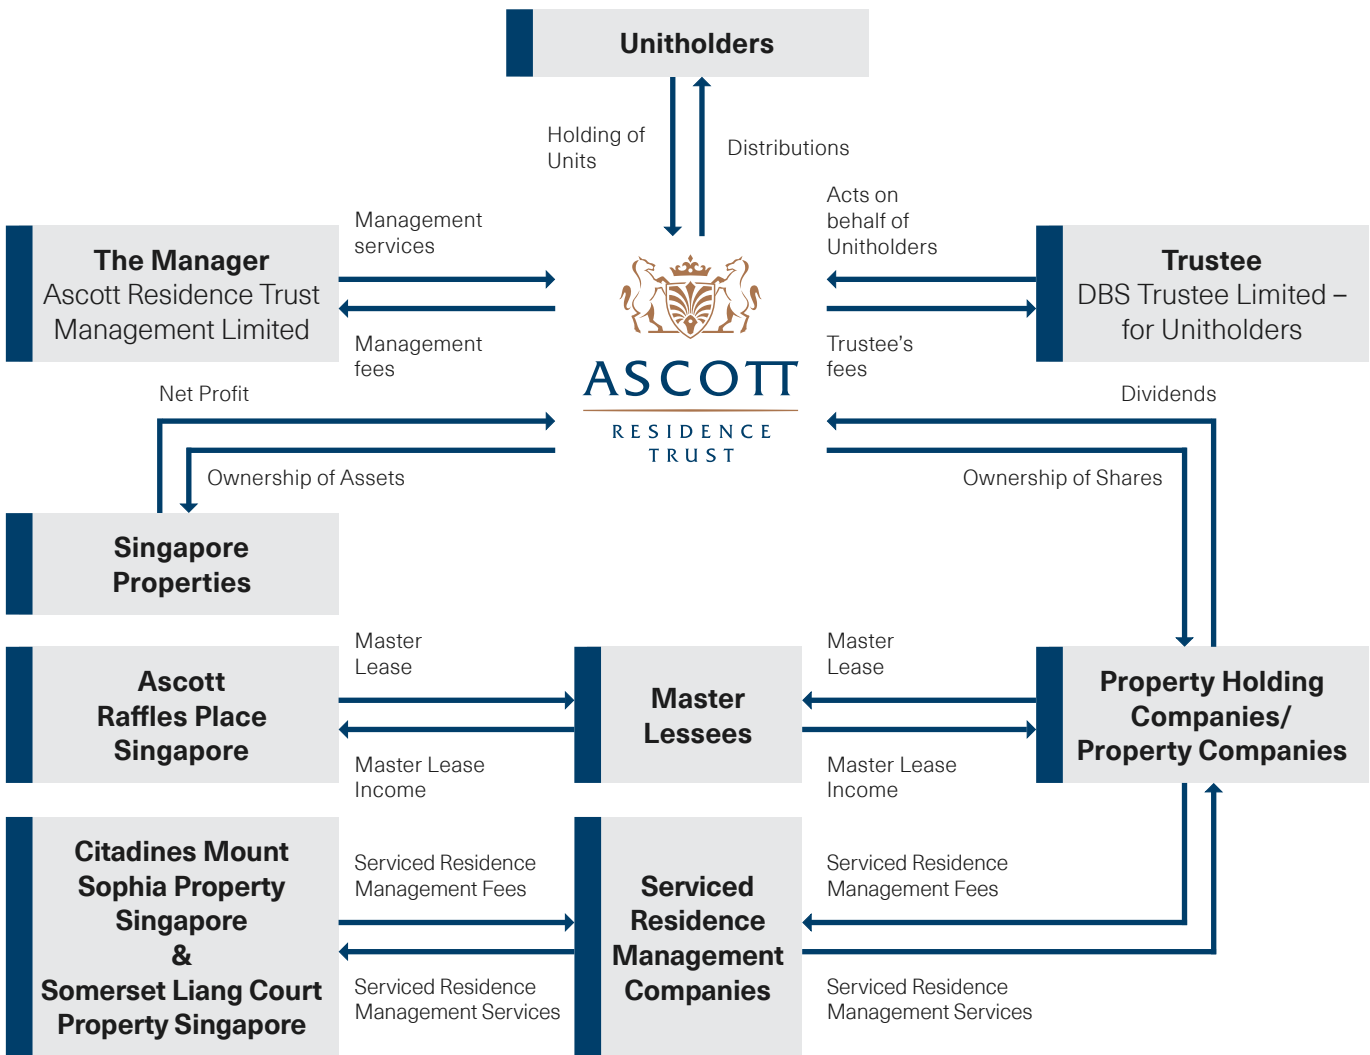 Unitholders
Holding of
Units
Distributions
Management
services
Acts on
behalf of
Unitholders
The Manager
Ascott Residence Trust
Management Limited
Trustee
DBS Trustee Limited –
for Unitholders
Management
fees
Trustee's
fees
ASCOTT
RESIDENCE
TRUST
Net Profit
Dividends
Ownership of Assets
Ownership of Shares
Singapore
Properties
Ascott
Raffles Place
Singapore
Master
Lease
Master Lease
Income
Master
Lessees
Master
Lease
Master Lease
Income
Property Holding
Companies/
Property Companies
Citadines Mount
Sophia Property
Singapore
&
Somerset Liang Court
Property Singapore
Serviced Residence
Management Fees
Serviced Residence
Management Services
Serviced
Residence
Management
Companies
Serviced Residence
Management Fees
Serviced Residence
Management Services